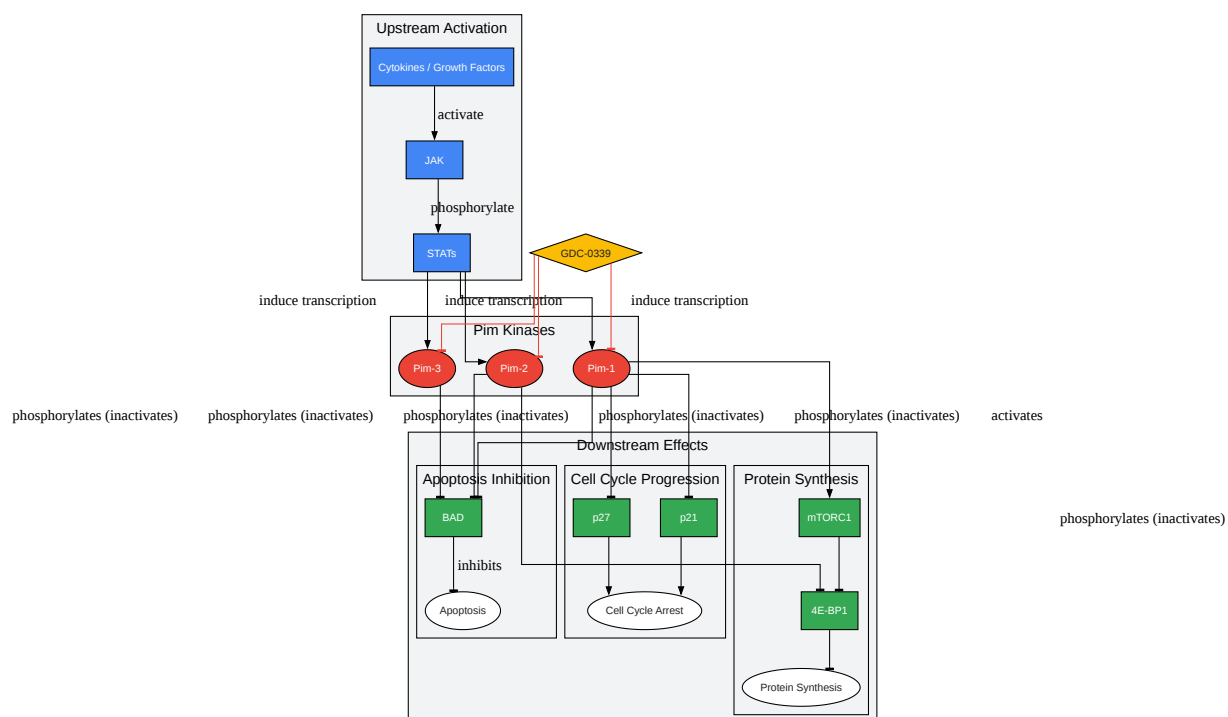 Upstream Activation
Cytokines / Growth Factors
activate
JAK
phosphorylate
STATs
GDC-0339
induce transcription
induce transcription
induce transcription
Pim Kinases
Pim-3
Pim-2
Pim-1
phosphorylates (inactivates)
phosphorylates (inactivates)
phosphorylates (inactivates)
phosphorylates (inactivates)
phosphorylates (inactivates)
activates
Downstream Effects
Apoptosis Inhibition
Cell Cycle Progression
Protein Synthesis
BAD
p27
p21
mTORC1
phosphorylates (inactivates)
inhibits
Apoptosis
Cell Cycle Arrest
4E-BP1
Protein Synthesis